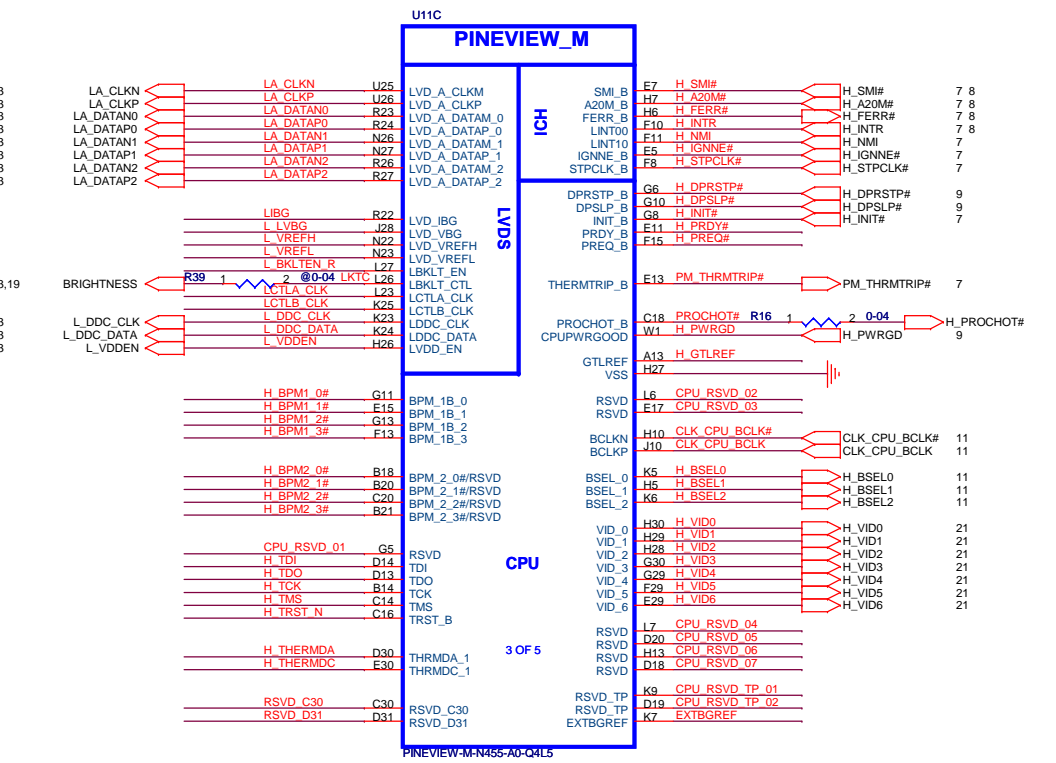 U11C
PINEVIEW_M
3 LA_CLKN LA_CLKN U25 LVD_A_CLKM
3 LA_CLKP LA_CLKP U26 LVD_A_CLKP
3 LA_DATAN0 LA_DATAN0 R23 LVD_A_DATAM_0
3 LA_DATAP0 LA_DATAP0 R24 LVD_A_DATAP_0
3 LA_DATAN1 LA_DATAN1 N26 LVD_A_DATAM_1
3 LA_DATAP1 LA_DATAP1 N27 LVD_A_DATAP_1
3 LA_DATAN2 LA_DATAN2 R26 LVD_A_DATAM_2
3 LA_DATAP2 LA_DATAP2 R27 LVD_A_DATAP_2
LIBG R22 LVD_IBG
L_LVBG J28 LVD_VBG
L_VREFH N22 LVD_VREFH
L_VREFL N23 LVD_VREFL
L_BKLTEN_R L27 LBKLT_EN
3,19 BRIGHTNESS R39 1 2 @0-04 LKTC L26 LBKLT_CTL
LCTLA_CLK L23 LCTLA_CLK
LCTLB_CLK K25 LCTLB_CLK
3 L_DDC_CLK L_DDC_CLK K23 LDDC_CLK
3 L_DDC_DATA L_DDC_DATA K24 LDDC_DATA
3 L_VDDEN L_VDDEN H26 LVDD_EN
LVDS
H_BPM1_0# G11 BPM_1B_0
H_BPM1_1# E15 BPM_1B_1
H_BPM1_2# G13 BPM_1B_2
H_BPM1_3# F13 BPM_1B_3
H_BPM2_0# B18 BPM_2_0#/RSVD
H_BPM2_1# B20 BPM_2_1#/RSVD
H_BPM2_2# C20 BPM_2_2#/RSVD
H_BPM2_3# B21 BPM_2_3#/RSVD
CPU_RSVD_01 G5 RSVD
H_TDI D14 TDI
H_TDO D13 TDO
H_TCK B14 TCK
H_TMS C14 TMS
H_TRST_N C16 TRST_B
H_THERMDA D30 THRMDA_1
H_THERMDC E30 THRMDC_1
RSVD_C30 C30 RSVD_C30
RSVD_D31 D31 RSVD_D31
ICH
SMI_B E7 H_SMI# H_SMI# 7 8
A20M_B H7 H_A20M# H_A20M# 7 8
FERR_B H6 H_FERR# H_FERR# 7 8
LINT00 F10 H_INTR H_INTR 7 8
LINT10 F11 H_NMI H_NMI 7
IGNNE_B E5 H_IGNNE# H_IGNNE# 7
STPCLK_B F8 H_STPCLK# H_STPCLK# 7
DPRSTP_B G6 H_DPRSTP# H_DPRSTP# 9
DPSLP_B G10 H_DPSLP# H_DPSLP# 9
INIT_B G8 H_INIT# H_INIT# 7
PRDY_B E11 H_PRDY#
PREQ_B F15 H_PREQ#
THERMTRIP_B E13 PM_THRMTRIP# PM_THRMTRIP# 7
PROCHOT_B C18 PROCHOT# R16 1 2 0-04 H_PROCHOT#
CPUPWRGOOD W1 H_PWRGD H_PWRGD 9
GTLREF A13 H_GTLREF
VSS H27
RSVD L6 CPU_RSVD_02
RSVD E17 CPU_RSVD_03
BCLKN H10 CLK_CPU_BCLK# CLK_CPU_BCLK# 11
BCLKP J10 CLK_CPU_BCLK CLK_CPU_BCLK 11
BSEL_0 K5 H_BSEL0 H_BSEL0 11
BSEL_1 H5 H_BSEL1 H_BSEL1 11
BSEL_2 K6 H_BSEL2 H_BSEL2 11
VID_0 H30 H_VID0 H_VID0 21
VID_1 H29 H_VID1 H_VID1 21
VID_2 H28 H_VID2 H_VID2 21
VID_3 G30 H_VID3 H_VID3 21
VID_4 G29 H_VID4 H_VID4 21
VID_5 F29 H_VID5 H_VID5 21
VID_6 E29 H_VID6 H_VID6 21
CPU
RSVD L7 CPU_RSVD_04
RSVD D20 CPU_RSVD_05
RSVD H13 CPU_RSVD_06
RSVD D18 CPU_RSVD_07
3 OF 5
RSVD_TP K9 CPU_RSVD_TP_01
RSVD_TP D19 CPU_RSVD_TP_02
EXTBGREF K7 EXTBGREF
PINEVIEW-M-N455-A0-Q4L5